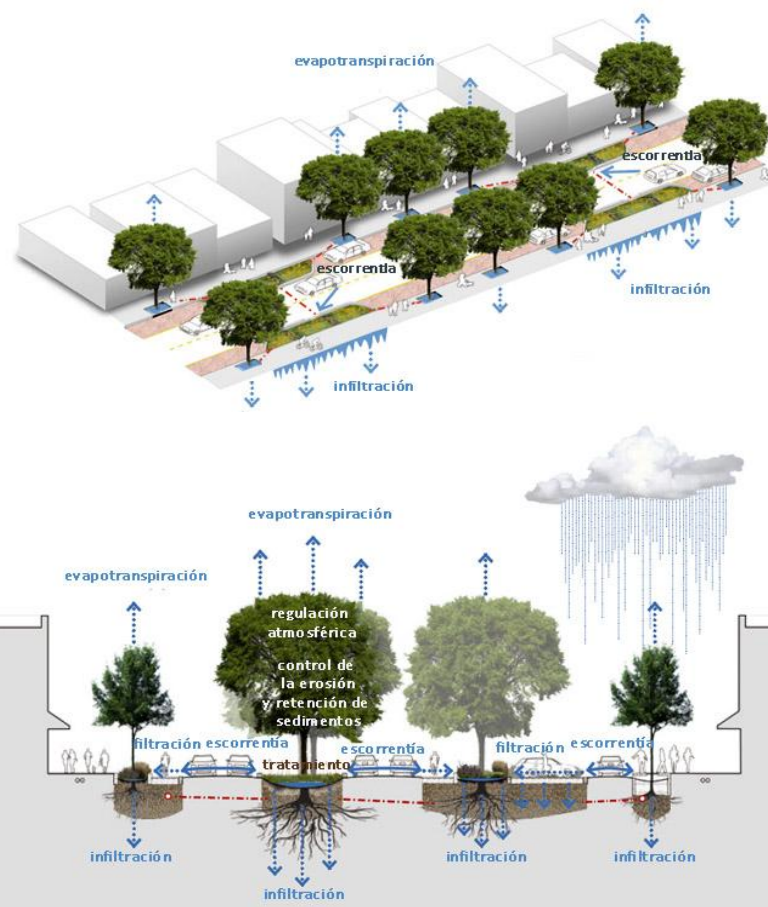 evapotranspiración
escorrentía
escorrentía
infiltración
infiltración
evapotranspiración
evapotranspiración
regulación
atmosférica
control de
la erosión
y retención de
sedimentos
filtración
escorrentía
escorrentía
filtración
escorrentía
tratamiento
infiltración
infiltración
infiltración
infiltración